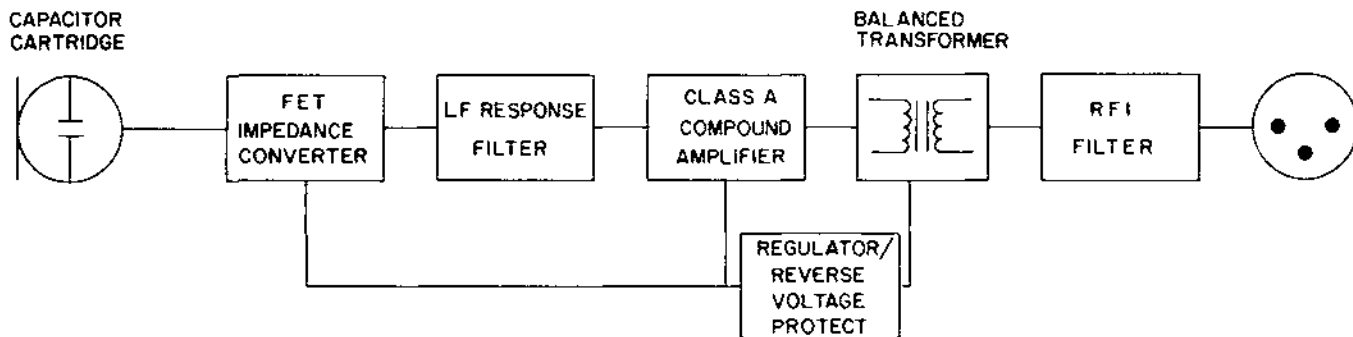 CAPACITOR
CARTRIDGE
FET
IMPEDANCE
CONVERTER
LF RESPONSE
FILTER
CLASS A
COMPOUND
AMPLIFIER
BALANCED
TRANSFORMER
RFI
FILTER
REGULATOR/
REVERSE
VOLTAGE
PROTECT